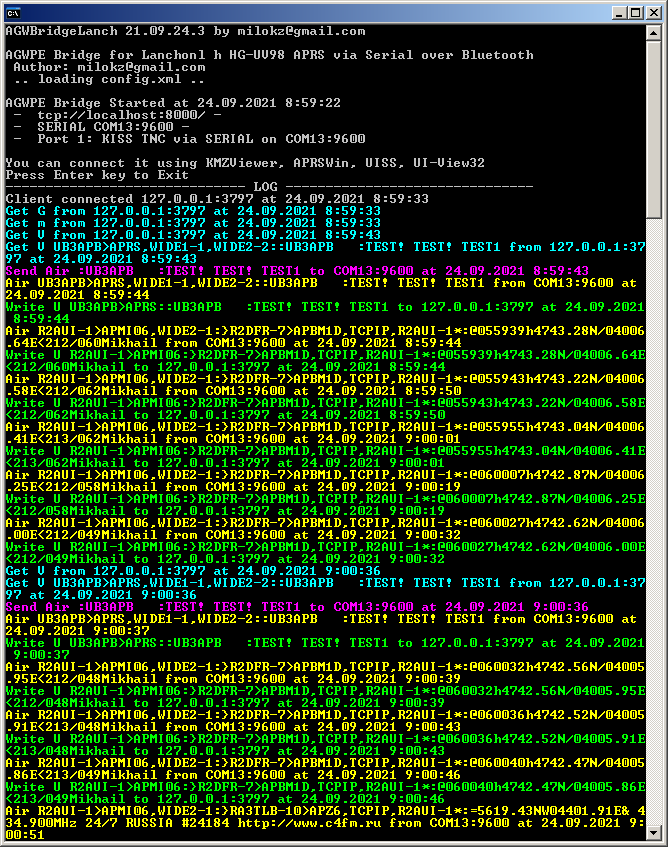 AGWBridgeLanch 21.09.24.3 by milokz@gmail.com
AGWPE Bridge for Lanchonl h HG-UV98 APRS via Serial over Bluetooth
Author: milokz@gmail.com
.. loading config.xml ..
AGWPE Bridge Started at 24.09.2021 8:59:22
-  tcp://localhost:8000/ -
-  SERIAL COM13:9600 -
-  Port 1: KISS TNC via SERIAL on COM13:9600
You can connect it using KMZViewer, APRSWin, UISS, UI-View32
Press Enter key to Exit
------------------------------ LOG -------------------------------
Client connected 127.0.0.1:3797 at 24.09.2021 8:59:33
Get G from 127.0.0.1:3797 at 24.09.2021 8:59:33
Get m from 127.0.0.1:3797 at 24.09.2021 8:59:33
Get V from 127.0.0.1:3797 at 24.09.2021 8:59:43
Get V UB3APB>APRS,WIDE1-1,WIDE2-2::UB3APB   :TEST! TEST! TEST1 from 127.0.0.1:37
97 at 24.09.2021 8:59:43
Send Air :UB3APB   :TEST! TEST! TEST1 to COM13:9600 at 24.09.2021 8:59:43
Air UB3APB>APRS,WIDE1-1,WIDE2-2::UB3APB   :TEST! TEST! TEST1 from COM13:9600 at
24.09.2021 8:59:44
Write U UB3APB>APRS::UB3APB   :TEST! TEST! TEST1 to 127.0.0.1:3797 at 24.09.2021
8:59:44
Air R2AUI-1>APMI06,WIDE2-1:}R2DFR-7>APBM1D,TCPIP,R2AUI-1*:@055939h4743.28N/04006
.64E<212/060Mikhail from COM13:9600 at 24.09.2021 8:59:44
Write U R2AUI-1>APMI06:}R2DFR-7>APBM1D,TCPIP,R2AUI-1*:@055939h4743.28N/04006.64E
<212/060Mikhail to 127.0.0.1:3797 at 24.09.2021 8:59:44
Air R2AUI-1>APMI06,WIDE2-1:}R2DFR-7>APBM1D,TCPIP,R2AUI-1*:@055943h4743.22N/04006
.58E<212/062Mikhail from COM13:9600 at 24.09.2021 8:59:50
Write U R2AUI-1>APMI06:}R2DFR-7>APBM1D,TCPIP,R2AUI-1*:@055943h4743.22N/04006.58E
<212/062Mikhail to 127.0.0.1:3797 at 24.09.2021 8:59:50
Air R2AUI-1>APMI06,WIDE2-1:}R2DFR-7>APBM1D,TCPIP,R2AUI-1*:@055955h4743.04N/04006
.41E<213/062Mikhail from COM13:9600 at 24.09.2021 9:00:01
Write U R2AUI-1>APMI06:}R2DFR-7>APBM1D,TCPIP,R2AUI-1*:@055955h4743.04N/04006.41E
<213/062Mikhail to 127.0.0.1:3797 at 24.09.2021 9:00:01
Air R2AUI-1>APMI06,WIDE2-1:}R2DFR-7>APBM1D,TCPIP,R2AUI-1*:@060007h4742.87N/04006
.25E<212/058Mikhail from COM13:9600 at 24.09.2021 9:00:19
Write U R2AUI-1>APMI06:}R2DFR-7>APBM1D,TCPIP,R2AUI-1*:@060007h4742.87N/04006.25E
<212/058Mikhail to 127.0.0.1:3797 at 24.09.2021 9:00:19
Air R2AUI-1>APMI06,WIDE2-1:}R2DFR-7>APBM1D,TCPIP,R2AUI-1*:@060027h4742.62N/04006
.00E<212/049Mikhail from COM13:9600 at 24.09.2021 9:00:32
Write U R2AUI-1>APMI06:}R2DFR-7>APBM1D,TCPIP,R2AUI-1*:@060027h4742.62N/04006.00E
<212/049Mikhail to 127.0.0.1:3797 at 24.09.2021 9:00:32
Get V from 127.0.0.1:3797 at 24.09.2021 9:00:36
Get V UB3APB>APRS,WIDE1-1,WIDE2-2::UB3APB   :TEST! TEST! TEST1 from 127.0.0.1:37
97 at 24.09.2021 9:00:36
Send Air :UB3APB   :TEST! TEST! TEST1 to COM13:9600 at 24.09.2021 9:00:36
Air UB3APB>APRS,WIDE1-1,WIDE2-2::UB3APB   :TEST! TEST! TEST1 from COM13:9600 at
24.09.2021 9:00:37
Write U UB3APB>APRS::UB3APB   :TEST! TEST! TEST1 to 127.0.0.1:3797 at 24.09.2021
9:00:37
Air R2AUI-1>APMI06,WIDE2-1:}R2DFR-7>APBM1D,TCPIP,R2AUI-1*:@060032h4742.56N/04005
.95E<212/048Mikhail from COM13:9600 at 24.09.2021 9:00:39
Write U R2AUI-1>APMI06:}R2DFR-7>APBM1D,TCPIP,R2AUI-1*:@060032h4742.56N/04005.95E
<212/048Mikhail to 127.0.0.1:3797 at 24.09.2021 9:00:39
Air R2AUI-1>APMI06,WIDE2-1:}R2DFR-7>APBM1D,TCPIP,R2AUI-1*:@060036h4742.52N/04005
.91E<213/048Mikhail from COM13:9600 at 24.09.2021 9:00:43
Write U R2AUI-1>APMI06:}R2DFR-7>APBM1D,TCPIP,R2AUI-1*:@060036h4742.52N/04005.91E
<213/048Mikhail to 127.0.0.1:3797 at 24.09.2021 9:00:43
Air R2AUI-1>APMI06,WIDE2-1:}R2DFR-7>APBM1D,TCPIP,R2AUI-1*:@060040h4742.47N/04005
.86E<213/049Mikhail from COM13:9600 at 24.09.2021 9:00:46
Write U R2AUI-1>APMI06:}R2DFR-7>APBM1D,TCPIP,R2AUI-1*:@060040h4742.47N/04005.86E
<213/049Mikhail to 127.0.0.1:3797 at 24.09.2021 9:00:46
Air R2AUI-1>APMI06,WIDE2-1:}RA3TLB-10>APZ6,TCPIP,R2AUI-1*:=5619.43NW04401.91E& 4
34.900MHz 24/7 RUSSIA #24184 http://www.c4fm.ru from COM13:9600 at 24.09.2021 9:
00:51